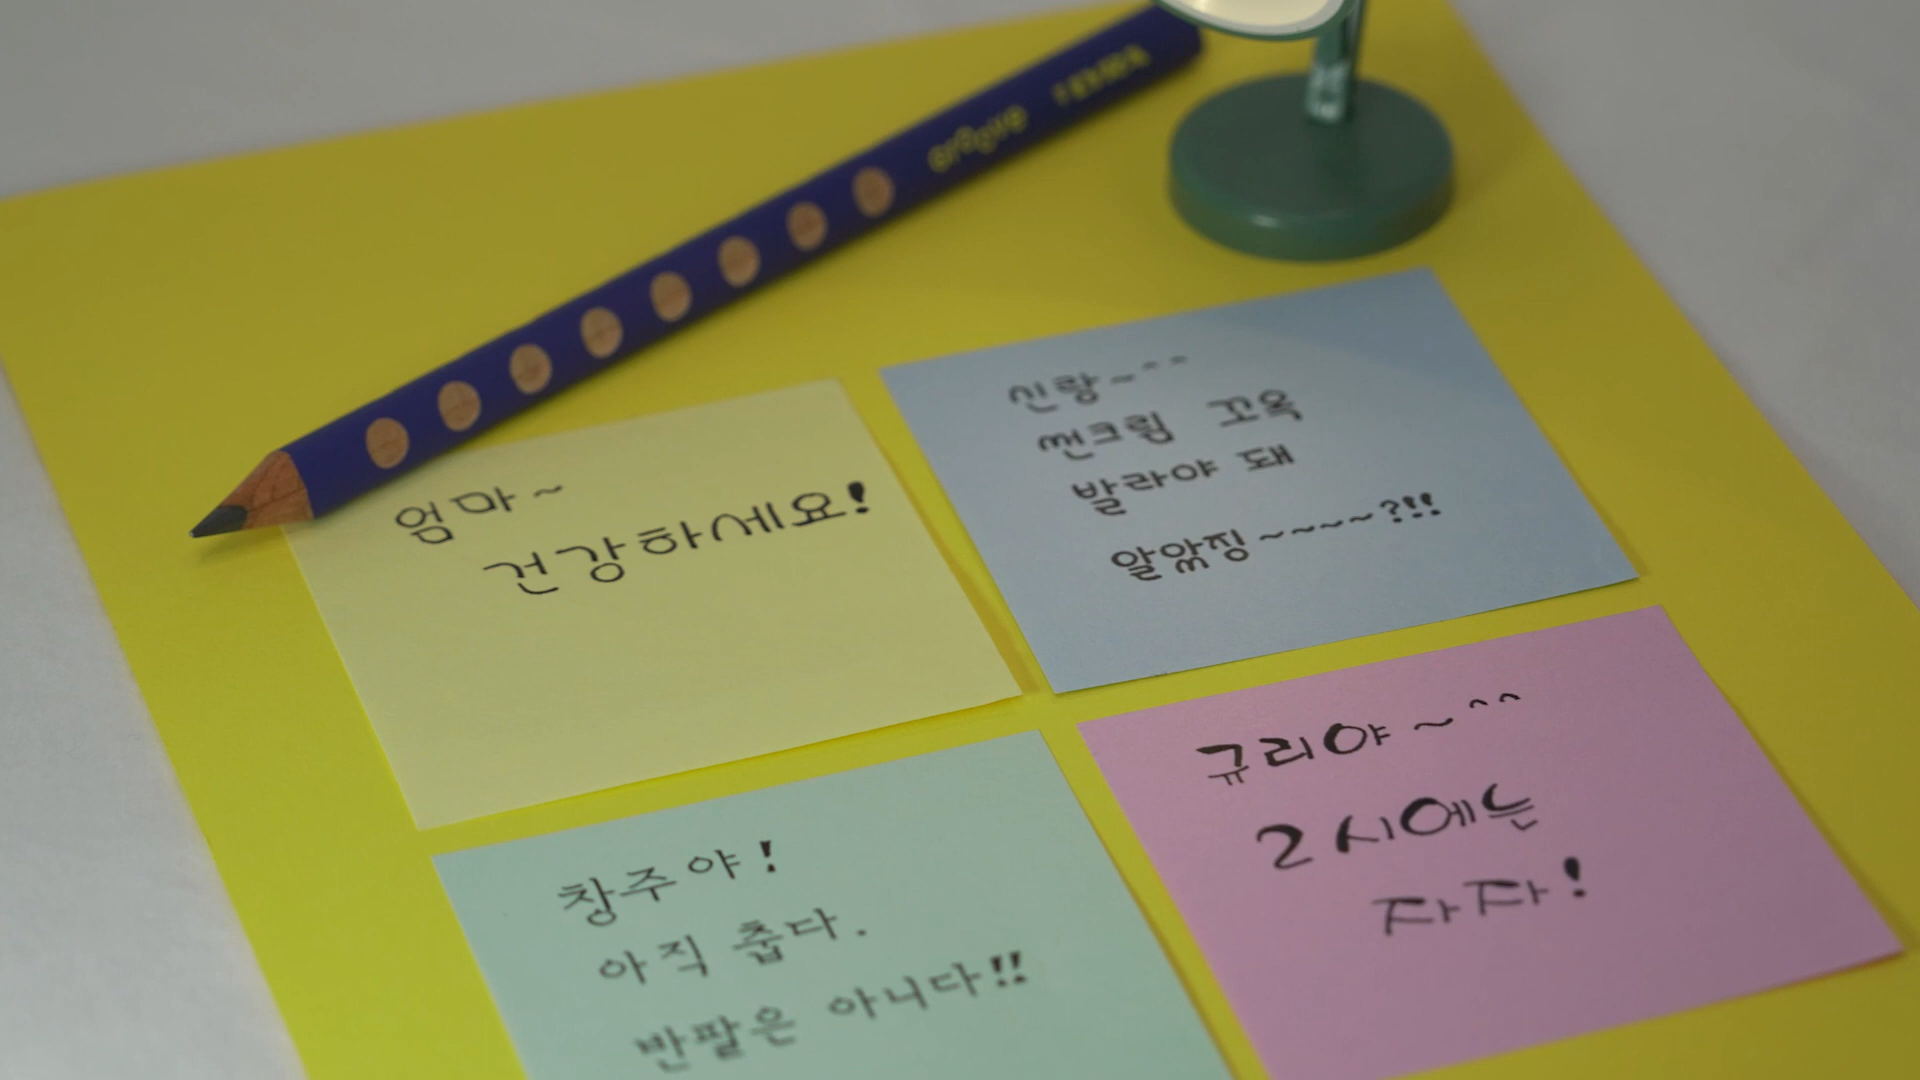 groove
엄마~
건강하세요!
신랑~^^
썬크림 꼬옥
발라야 돼
알았징~~~~?!!
창주야!
아직 춥다.
반팔은 아니다!!
규리야~^^
2시에는
자자!